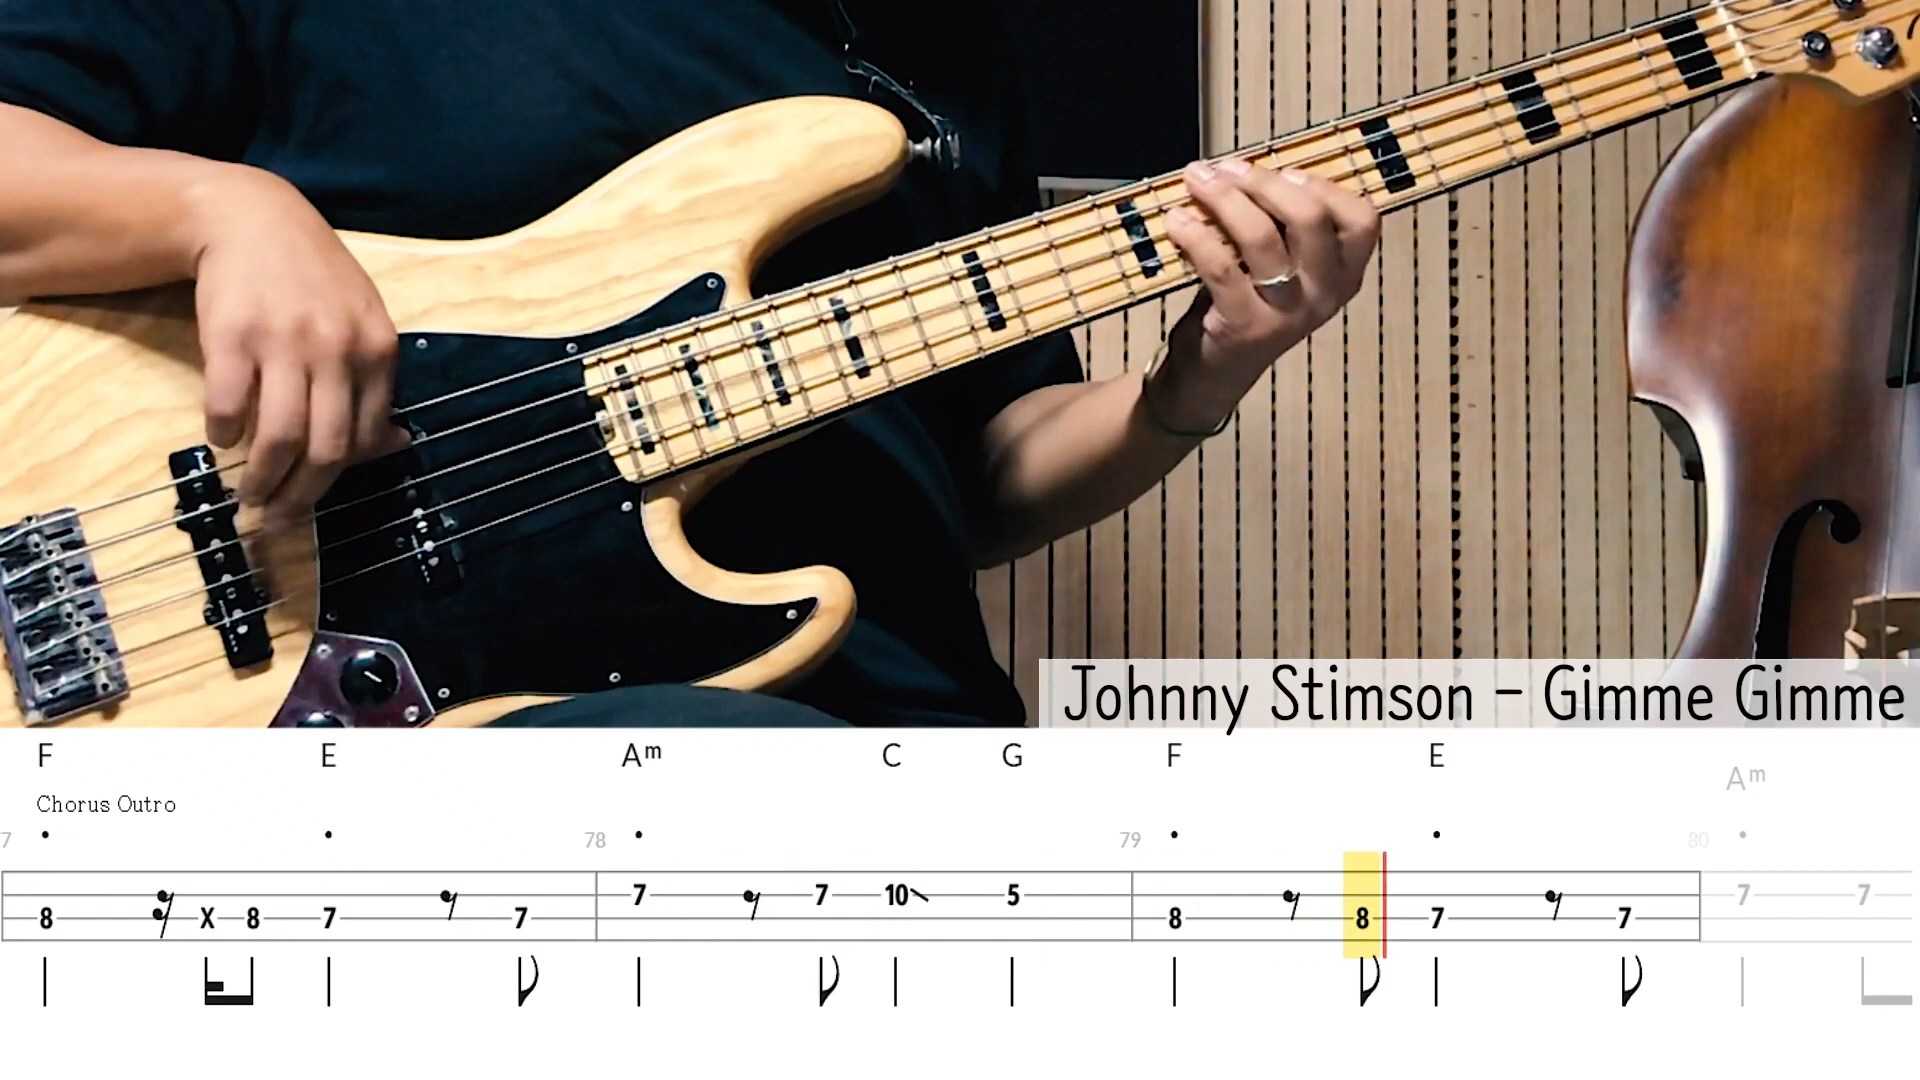 Johnny Stimson - Gimme Gimme
F E Am C G F E Am
Chorus Outro
7 78 79 80
7 7 10 5 7 7
8 X 8 7 7 8 8 7 7